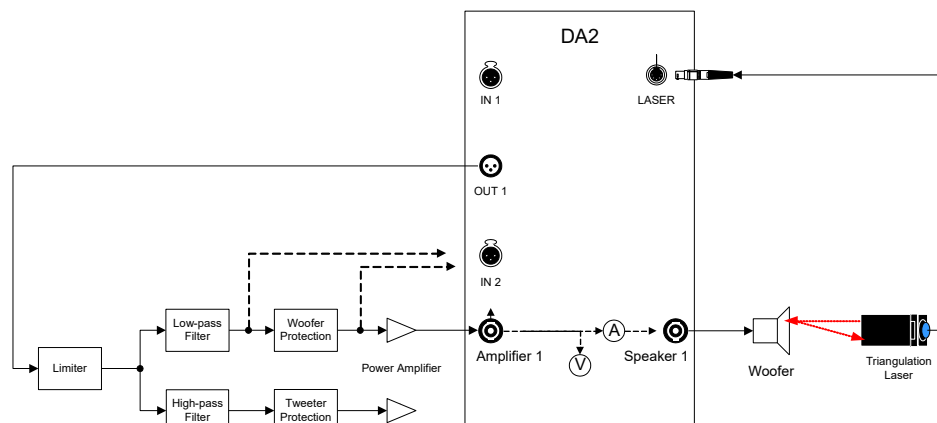 DA2
IN 1
LASER
OUT 1
IN 2
Low-pass
Filter
Woofer
Protection
Power Amplifier
Amplifier 1
A
V
Speaker 1
Woofer
Triangulation
Laser
Limiter
High-pass
Filter
Tweeter
Protection